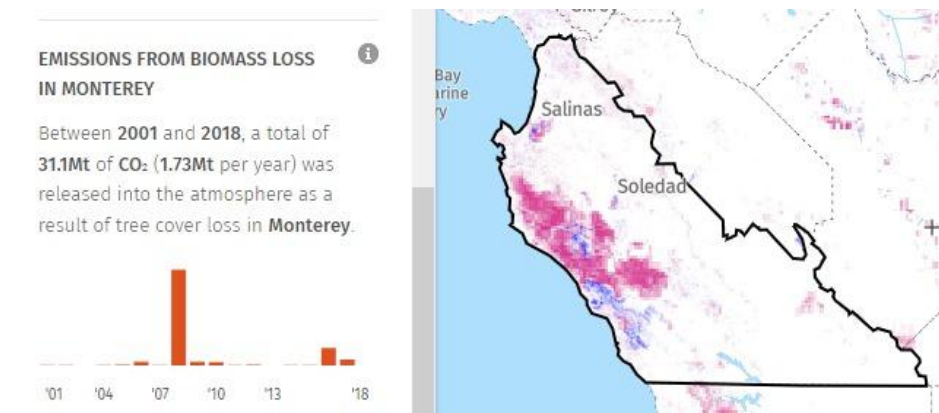 EMISSIONS FROM BIOMASS LOSS
IN MONTEREY
Between 2001 and 2018, a total of
31.1Mt of CO₂ (1.73Mt per year) was
released into the atmosphere as a
result of tree cover loss in Monterey.
'01 '04 '07 '10 '13 '18
Bay
Salinas
Soledad